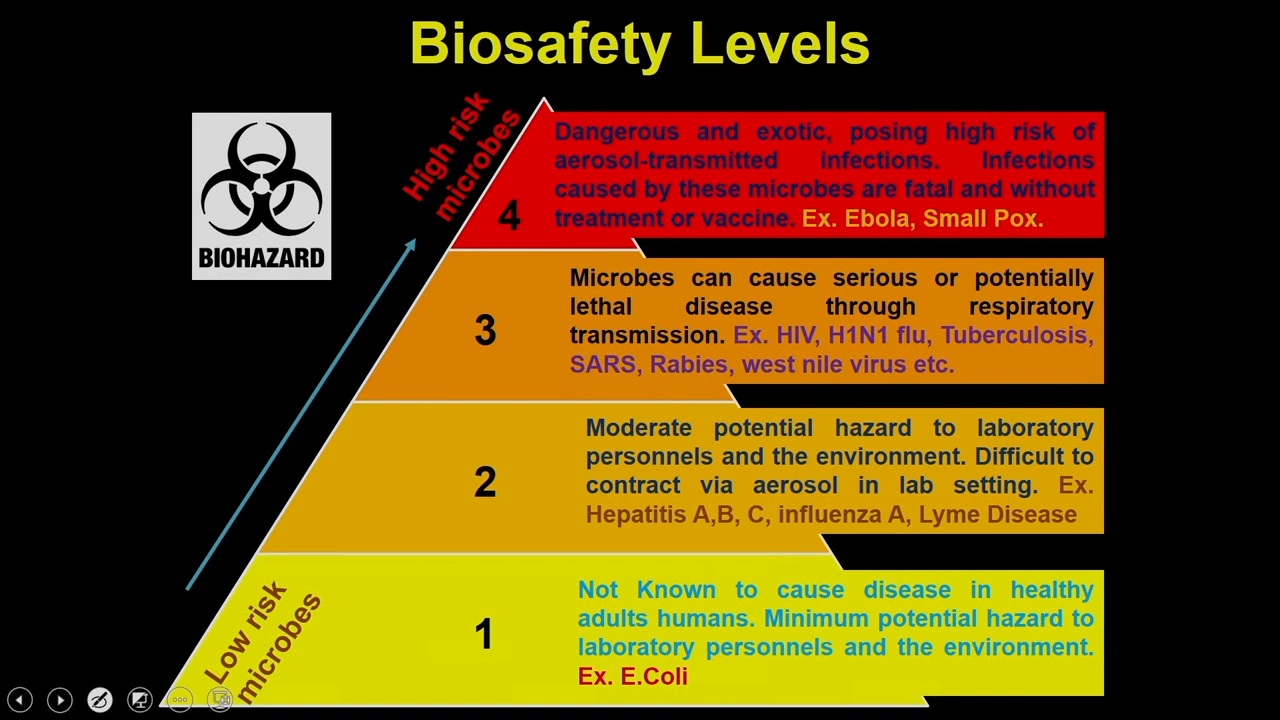 Biosafety Levels
BIOHAZARD
High risk
microbes
4
Dangerous and exotic, posing high risk of
aerosol-transmitted infections. Infections
caused by these microbes are fatal and without
treatment or vaccine. Ex. Ebola, Small Pox.
3
Microbes can cause serious or potentially
lethal disease through respiratory
transmission. Ex. HIV, H1N1 flu, Tuberculosis,
SARS, Rabies, west nile virus etc.
2
Moderate potential hazard to laboratory
personnels and the environment. Difficult to
contract via aerosol in lab setting. Ex.
Hepatitis A,B, C, influenza A, Lyme Disease
Low risk
microbes
1
Not Known to cause disease in healthy
adults humans. Minimum potential hazard to
laboratory personnels and the environment.
Ex. E.Coli